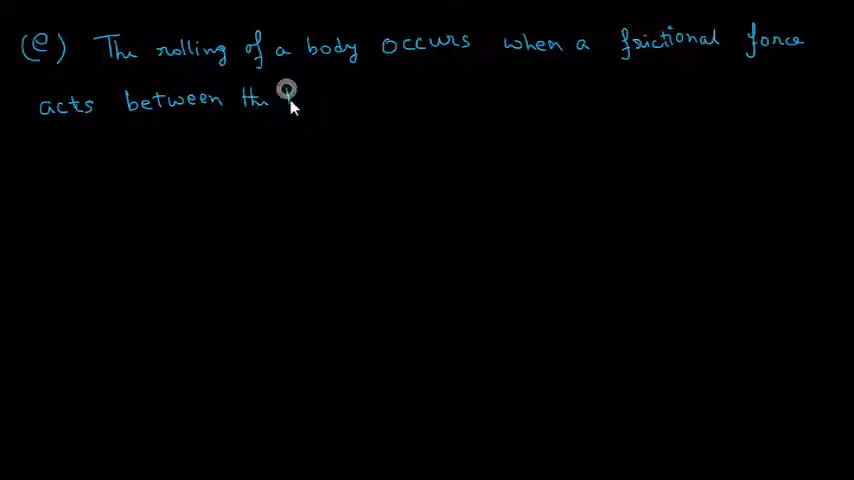 (e) The rolling of a body occurs when a frictional force
acts between the